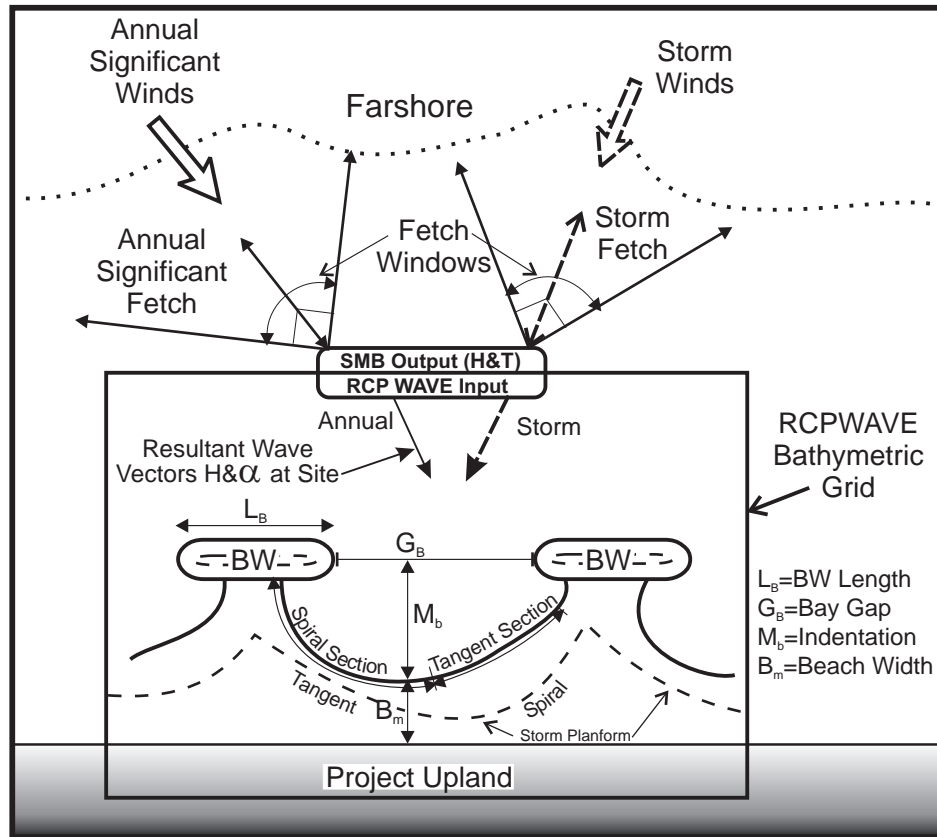 Annual
Significant
Winds
Storm
Winds
Farshore
Annual
Significant
Fetch
Fetch
Windows
Storm
Fetch
SMB Output (H&T)
RCP WAVE Input
Annual
Storm
Resultant Wave
Vectors H&α at Site
RCPWAVE
Bathymetric
Grid
L_B
BW
G_B
BW
M_b
Spiral Section
Tangent Section
Tangent
B_m
Spiral
Storm Planform
L_B=BW Length
G_B=Bay Gap
M_b=Indentation
B_m=Beach Width
Project Upland